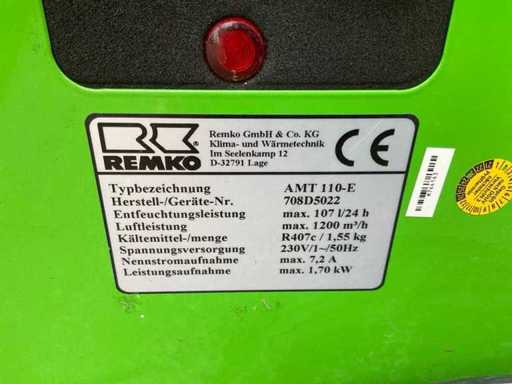 REMKO
Remko GmbH & Co. KG
Klima- und Wärmetechnik
Im Seelenkamp 12
D-32791 Lage
CE
Typbezeichnung AMT 110-E
Herstell-/Geräte-Nr. 708D5022
Entfeuchtungsleistung max. 107 l/24 h
Luftleistung max. 1200 m³/h
Kältemittel/-menge R407c / 1,55 kg
Spannungsversorgung 230V/1~/50Hz
Nennstromaufnahme max. 7,2 A
Leistungsaufnahme max. 1,70 kW